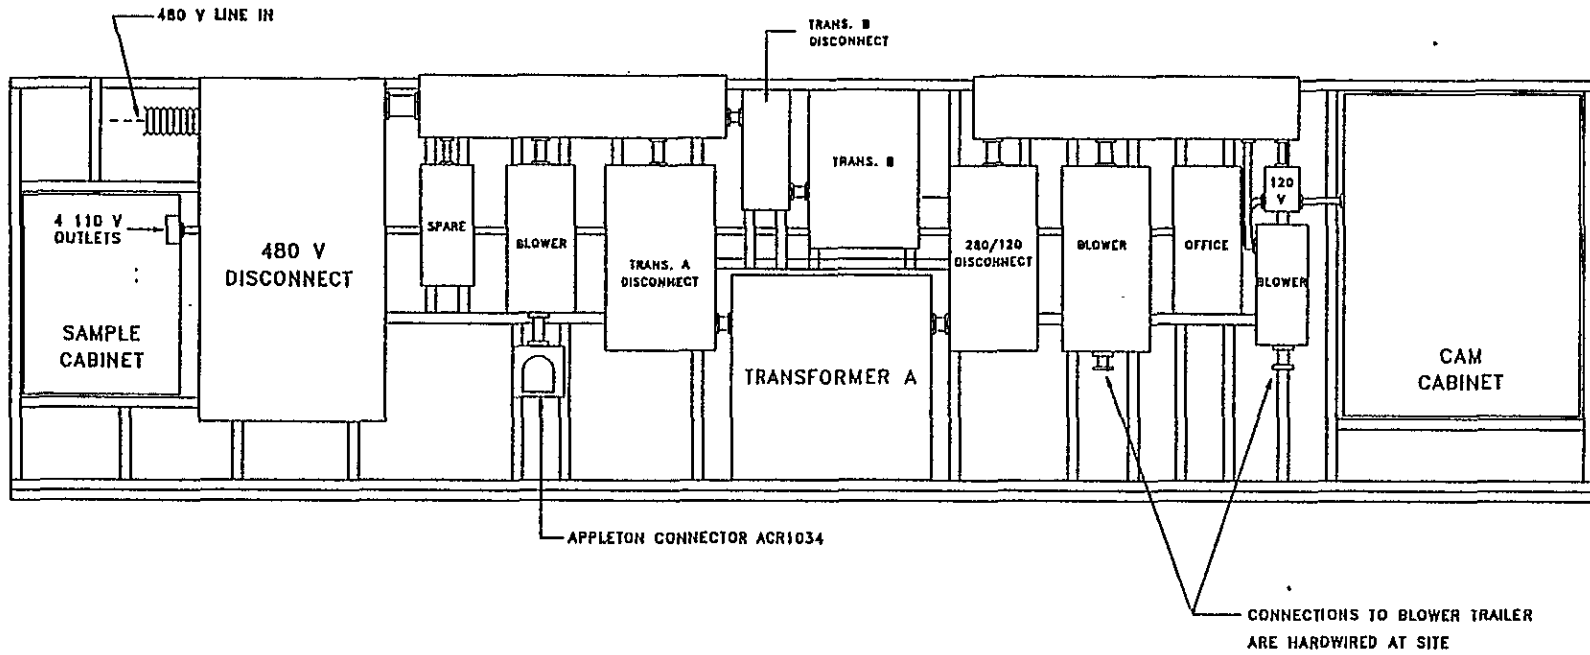 480 V LINE IN
TRANS. B
DISCONNECT
4 110 V
OUTLETS
SAMPLE
CABINET
480 V
DISCONNECT
SPARE
BLOWER
TRANS. A
DISCONNECT
TRANS. B
TRANSFORMER A
280/120
DISCONNECT
BLOWER
OFFICE
120
V
BLOWER
CAM
CABINET
APPLETON CONNECTOR ACR1034
CONNECTIONS TO BLOWER TRAILER
ARE HARDWIRED AT SITE